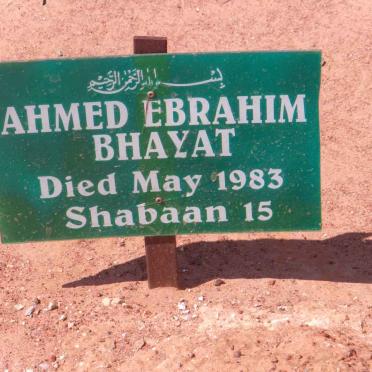 بسم الله الرحمن الرحيم
AHMED EBRAHIM
BHAYAT
Died May 1983
Shabaan 15